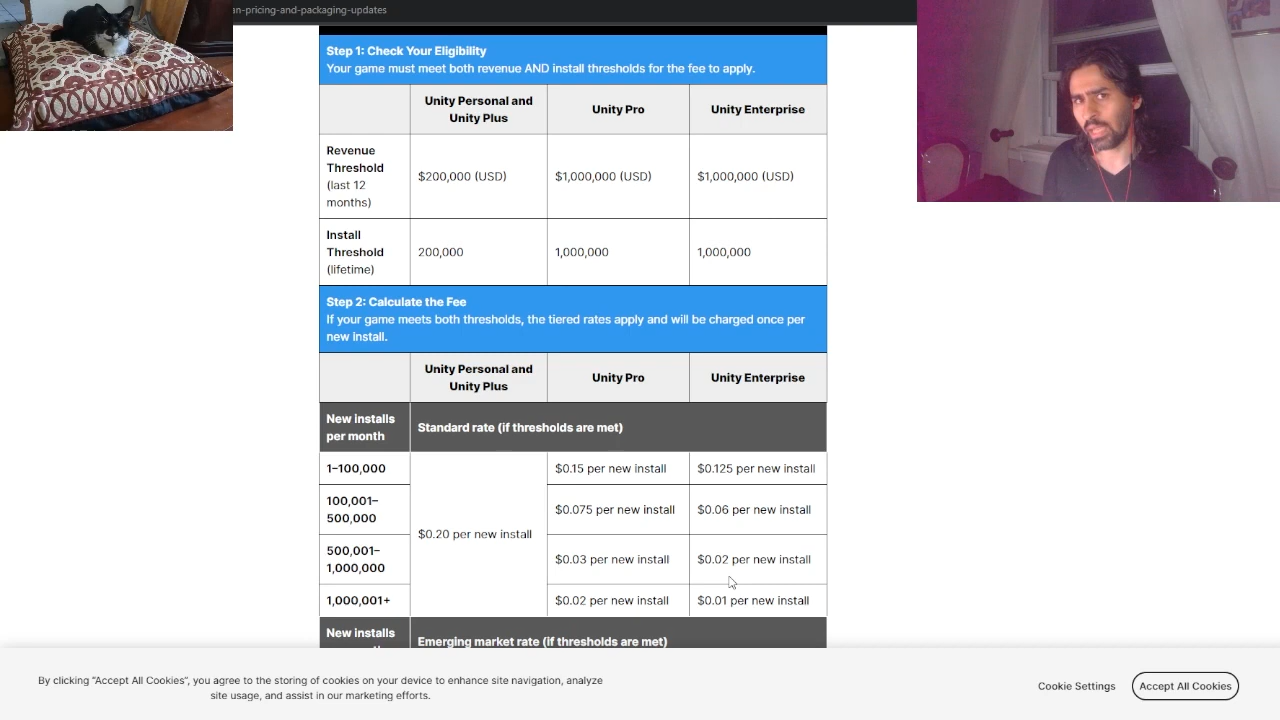 an-pricing-and-packaging-updates
Step 1: Check Your Eligibility
Your game must meet both revenue AND install thresholds for the fee to apply.
Unity Personal and
Unity Plus
Unity Pro
Unity Enterprise
Revenue
Threshold
(last 12
months)
$200,000 (USD)
$1,000,000 (USD)
$1,000,000 (USD)
Install
Threshold
(lifetime)
200,000
1,000,000
1,000,000
Step 2: Calculate the Fee
If your game meets both thresholds, the tiered rates apply and will be charged once per
new install.
Unity Personal and
Unity Plus
Unity Pro
Unity Enterprise
New installs
per month
Standard rate (if thresholds are met)
1–100,000
$0.20 per new install
$0.15 per new install
$0.125 per new install
100,001–
500,000
$0.075 per new install
$0.06 per new install
500,001–
1,000,000
$0.03 per new install
$0.02 per new install
1,000,001+
$0.02 per new install
$0.01 per new install
New installs
Emerging market rate (if thresholds are met)
By clicking “Accept All Cookies”, you agree to the storing of cookies on your device to enhance site navigation, analyze
site usage, and assist in our marketing efforts.
Cookie Settings
Accept All Cookies